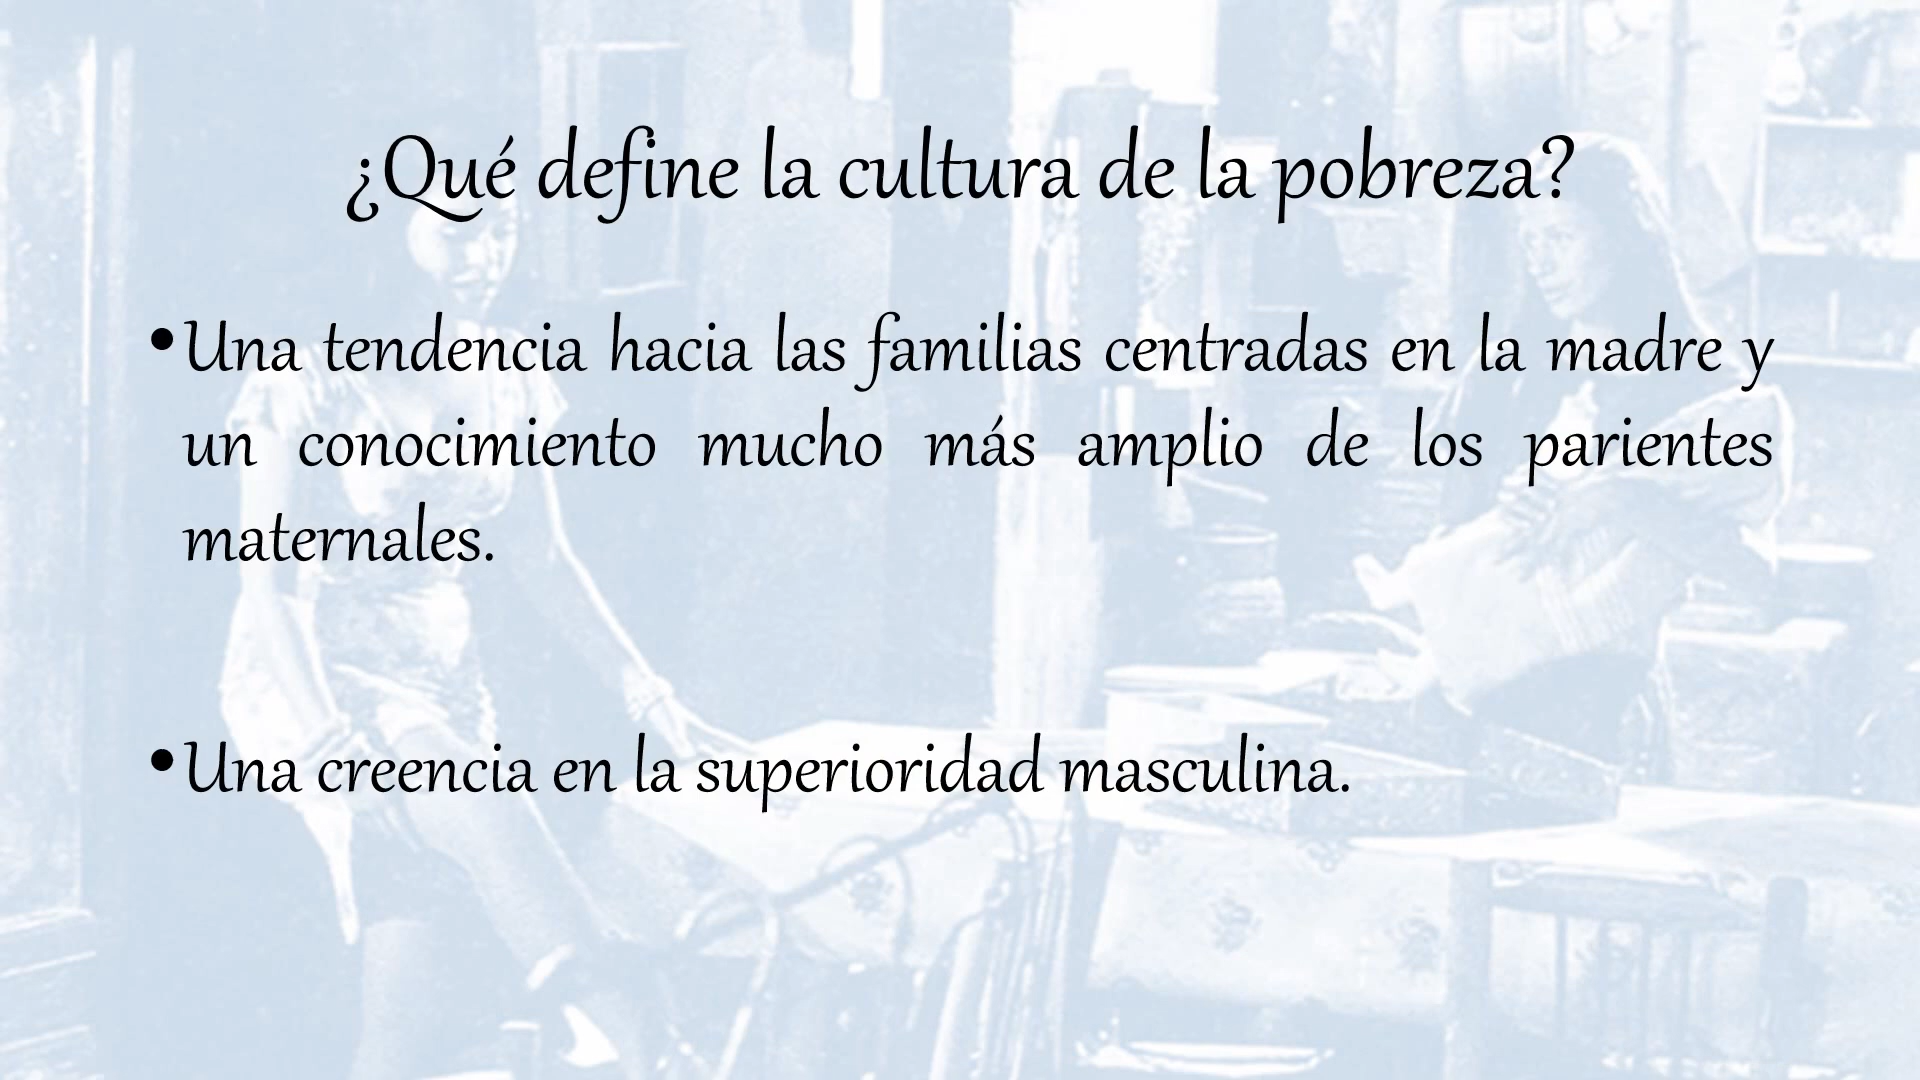 ¿Qué define la cultura de la pobreza?
•Una tendencia hacia las familias centradas en la madre y
un conocimiento mucho más amplio de los parientes
maternales.
•Una creencia en la superioridad masculina.